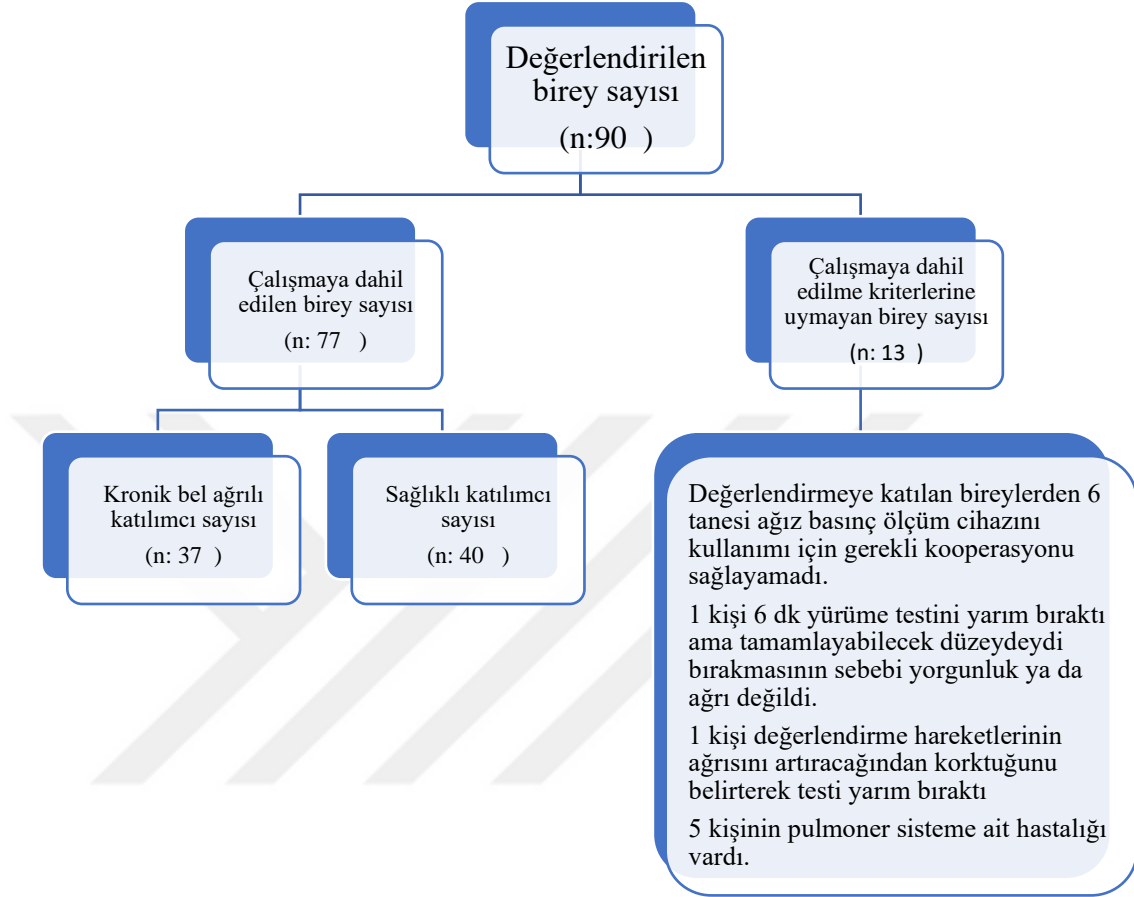 Değerlendirilen
birey sayısı
(n:90 )
Çalışmaya dahil
edilen birey sayısı
(n: 77 )
Çalışmaya dahil
edilme kriterlerine
uymayan birey sayısı
(n: 13 )
Kronik bel ağrılı
katılımcı sayısı
(n: 37 )
Sağlıklı katılımcı
sayısı
(n: 40 )
Değerlendirmeye katılan bireylerden 6
tanesi ağız basınç ölçüm cihazını
kullanımı için gerekli kooperasyonu
sağlayamadı.
1 kişi 6 dk yürüme testini yarım bıraktı
ama tamamlayabilecek düzeydeydi
bırakmasının sebebi yorgunluk ya da
ağrı değildi.
1 kişi değerlendirme hareketlerinin
ağrısını artıracağından korktuğunu
belirterek testi yarım bıraktı
5 kişinin pulmoner sisteme ait hastalığı
vardı.